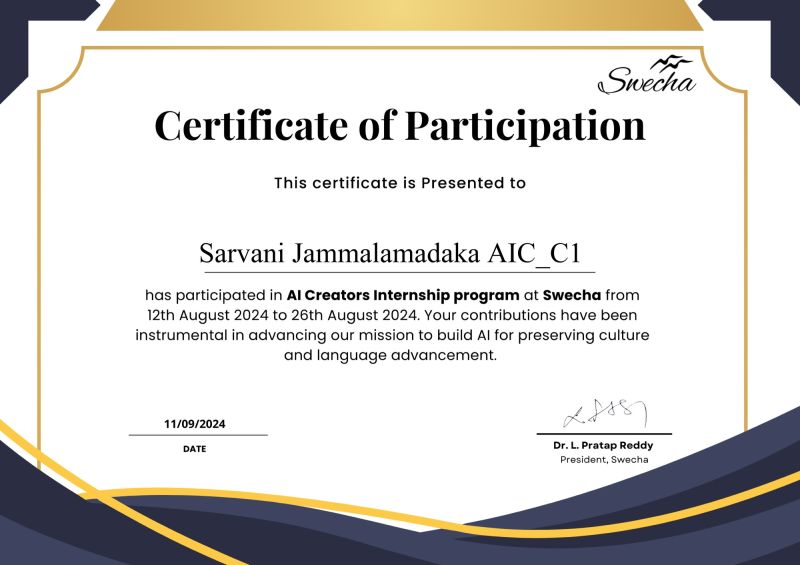 Swecha
Certificate of Participation
This certificate is Presented to
Sarvani Jammalamadaka AIC_C1
has participated in AI Creators Internship program at Swecha from
12th August 2024 to 26th August 2024. Your contributions have been
instrumental in advancing our mission to build AI for preserving culture
and language advancement.
11/09/2024
DATE
Dr. L. Pratap Reddy
President, Swecha